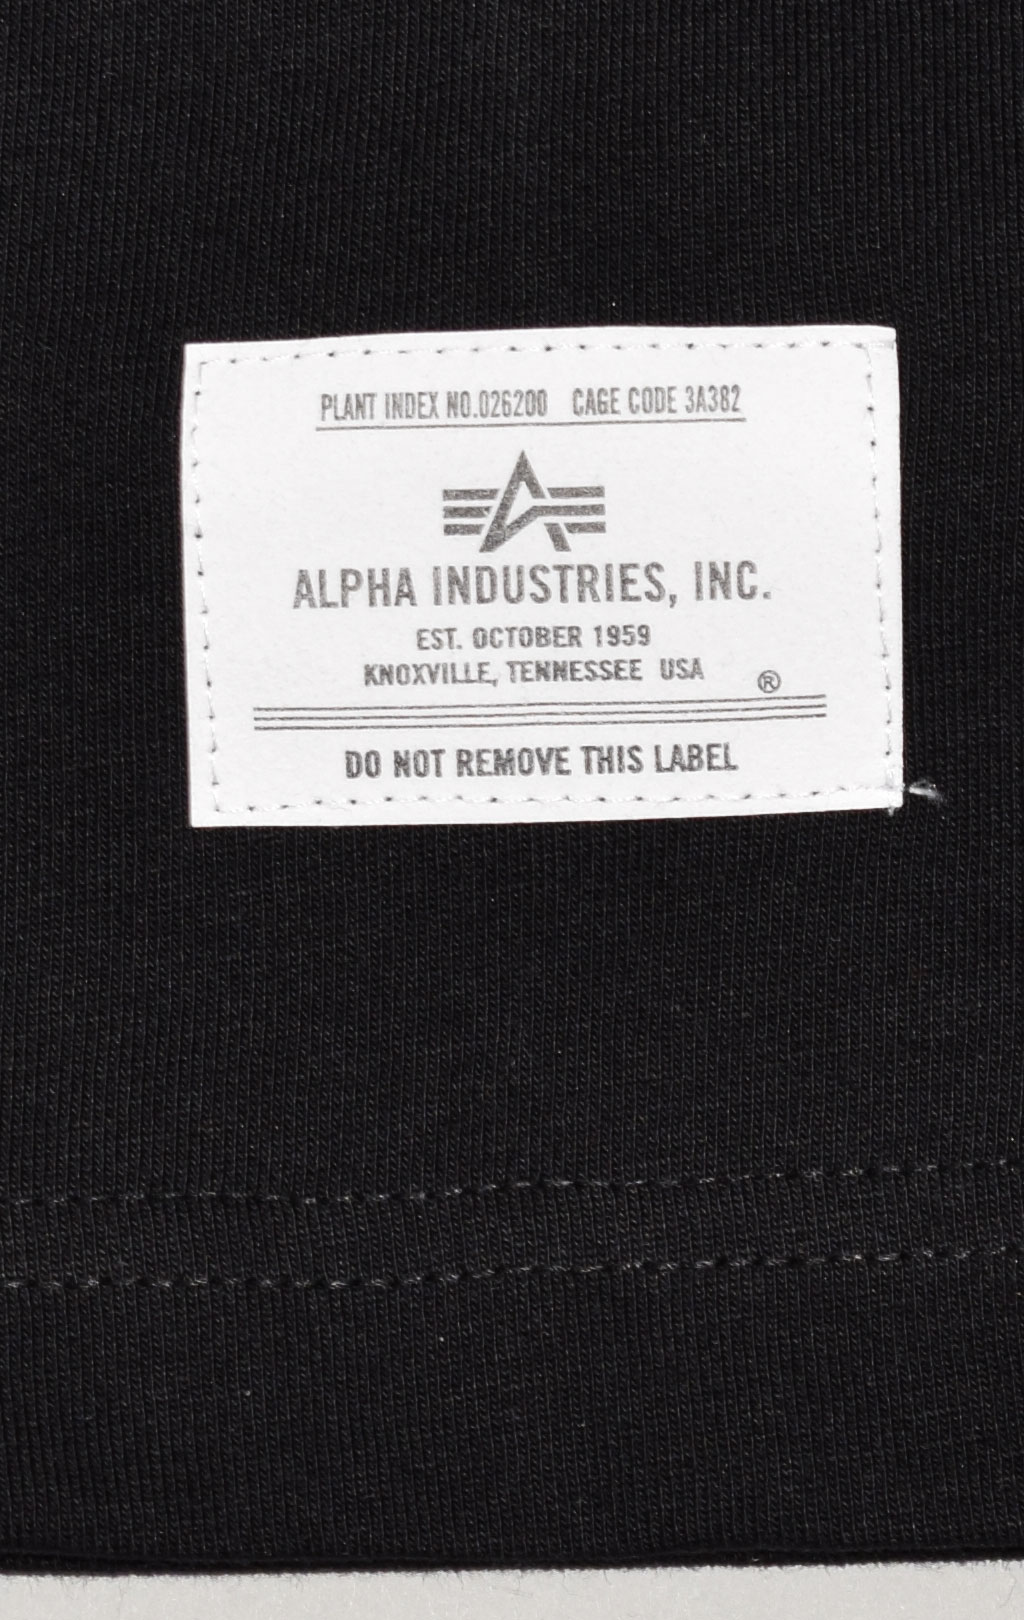 PLANT INDEX NO.026200 CAGE CODE 3A382
ALPHA INDUSTRIES, INC.
EST. OCTOBER 1959
KNOXVILLE, TENNESSEE USA ®
DO NOT REMOVE THIS LABEL